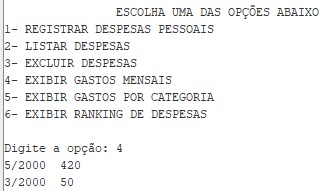 ESCOLHA UMA DAS OPÇÕES ABAIXO
1- REGISTRAR DESPESAS PESSOAIS
2- LISTAR DESPESAS
3- EXCLUIR DESPESAS
4- EXIBIR GASTOS MENSAIS
5- EXIBIR GASTOS POR CATEGORIA
6- EXIBIR RANKING DE DESPESAS
Digite a opção: 4
5/2000  420
3/2000  50